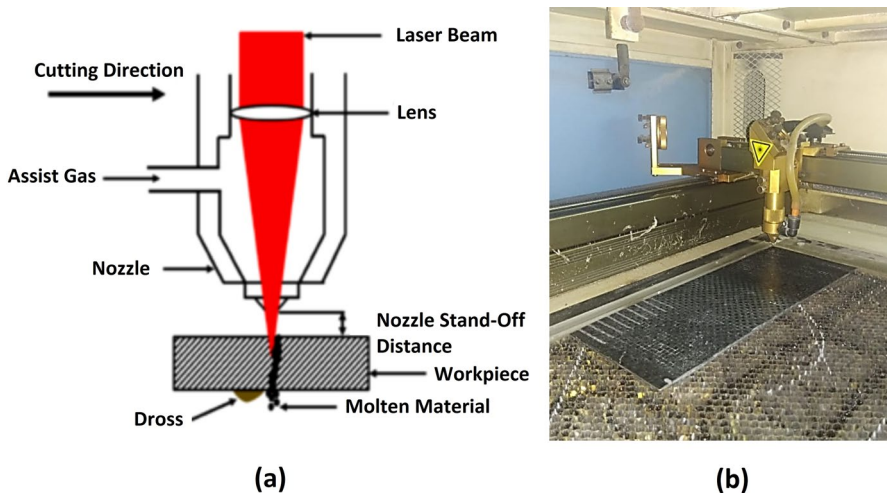 Laser Beam
Cutting Direction
Lens
Assist Gas
Nozzle
Nozzle Stand-Off
Distance
Workpiece
Dross
Molten Material
(a)
(b)